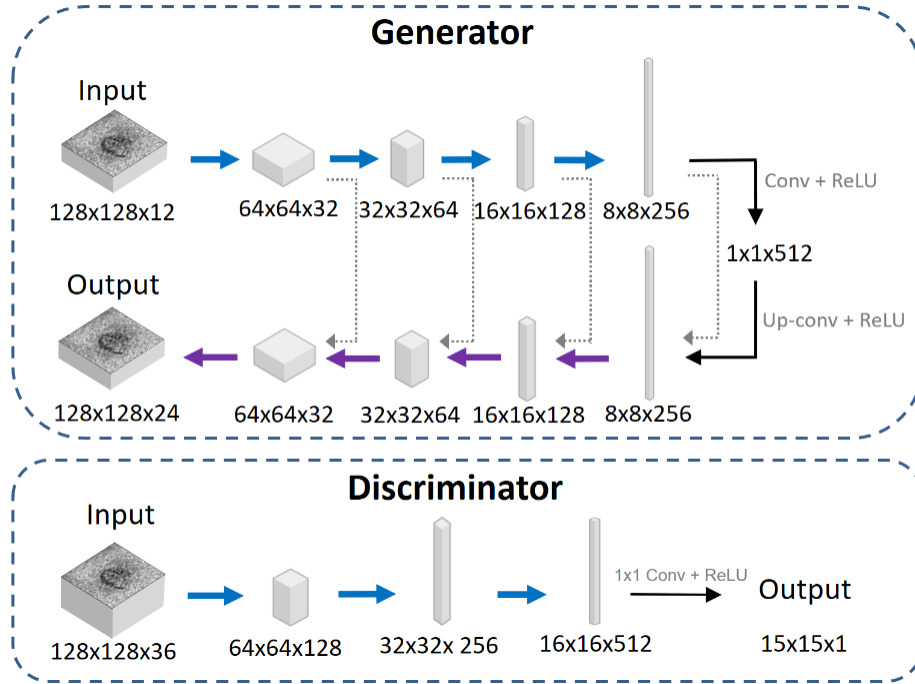 Generator
Input
128x128x12
64x64x32
32x32x64
16x16x128
8x8x256
Conv + ReLU
1x1x512
Up-conv + ReLU
Output
128x128x24
64x64x32
32x32x64
16x16x128
8x8x256
Discriminator
Input
128x128x36
64x64x128
32x32x 256
16x16x512
1x1 Conv + ReLU
Output
15x15x1